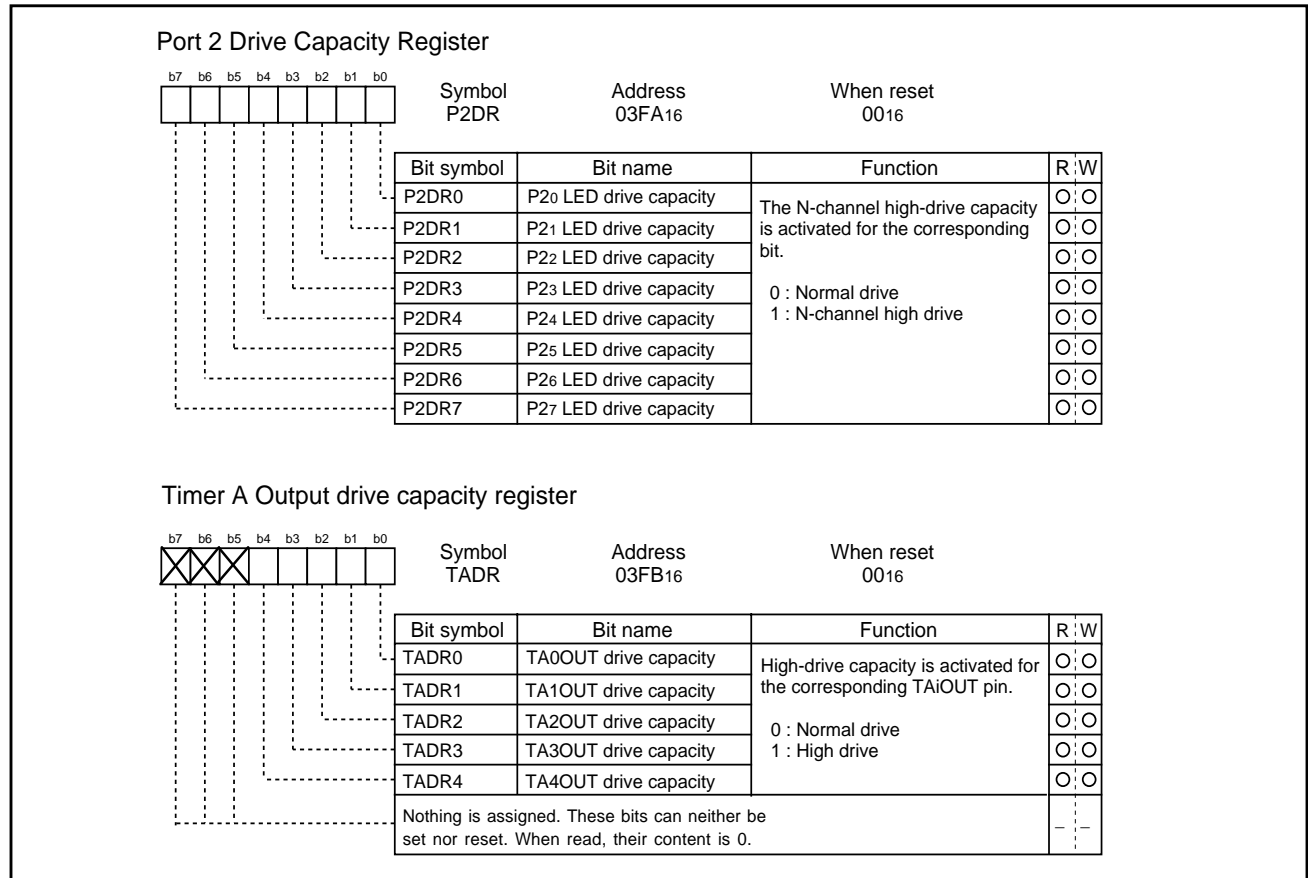 Port 2 Drive Capacity Register
b7 b6 b5 b4 b3 b2 b1 b0
Symbol Address When reset
P2DR 03FA16 0016
Bit symbol Bit name Function R W
P2DR0 P20 LED drive capacity
The N-channel high-drive capacity
is activated for the corresponding
bit.
0 : Normal drive
1 : N-channel high drive
O O
P2DR1 P21 LED drive capacity O O
P2DR2 P22 LED drive capacity O O
P2DR3 P23 LED drive capacity O O
P2DR4 P24 LED drive capacity O O
P2DR5 P25 LED drive capacity O O
P2DR6 P26 LED drive capacity O O
P2DR7 P27 LED drive capacity O O
Timer A Output drive capacity register
b7 b6 b5 b4 b3 b2 b1 b0
Symbol Address When reset
TADR 03FB16 0016
Bit symbol Bit name Function R W
TADR0 TA0OUT drive capacity
High-drive capacity is activated for
the corresponding TAiOUT pin.
0 : Normal drive
1 : High drive
O O
TADR1 TA1OUT drive capacity O O
TADR2 TA2OUT drive capacity O O
TADR3 TA3OUT drive capacity O O
TADR4 TA4OUT drive capacity O O
Nothing is assigned. These bits can neither be
set nor reset. When read, their content is 0.
– –